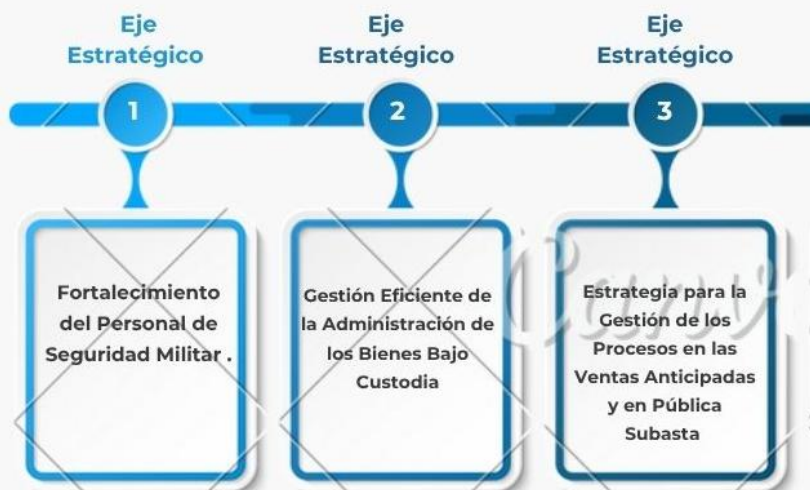 Eje
Estratégico
Eje
Estratégico
Eje
Estratégico
1
2
3
Fortalecimiento
del Personal de
Seguridad Militar .
Gestión Eficiente de
la Administración de
los Bienes Bajo
Custodia
Estrategia para la
Gestión de los
Procesos en las
Ventas Anticipadas
y en Pública
Subasta